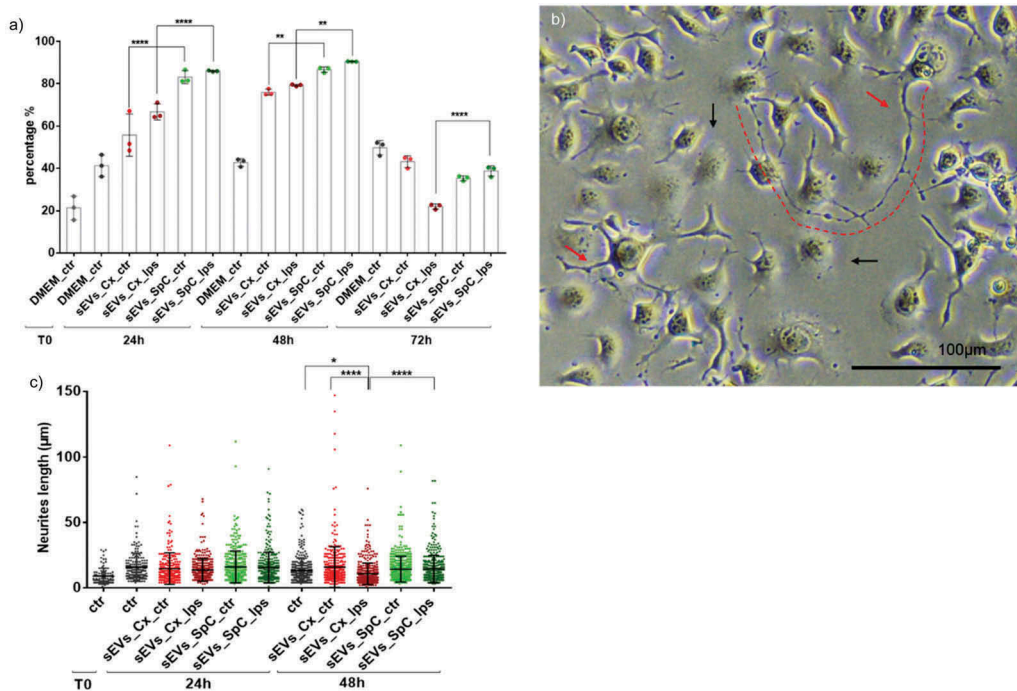 a)
**** **** ** ** ****
percentage %
100
80
60
40
20
0
DMEM_ctr DMEM_ctr sEVs_Cx_ctr sEVs_Cx_lps sEVs_SpC_ctr sEVs_SpC_lps DMEM_ctr sEVs_Cx_ctr sEVs_Cx_lps sEVs_SpC_ctr sEVs_SpC_lps DMEM_ctr sEVs_Cx_ctr sEVs_Cx_lps sEVs_SpC_ctr sEVs_SpC_lps
T0 24h 48h 72h
b)
100µm
c)
* **** ****
Neurites length (µm)
150
100
50
0
ctr ctr sEVs_Cx_ctr sEVs_Cx_lps sEVs_SpC_ctr sEVs_SpC_lps ctr sEVs_Cx_ctr sEVs_Cx_lps sEVs_SpC_ctr sEVs_SpC_lps
T0 24h 48h